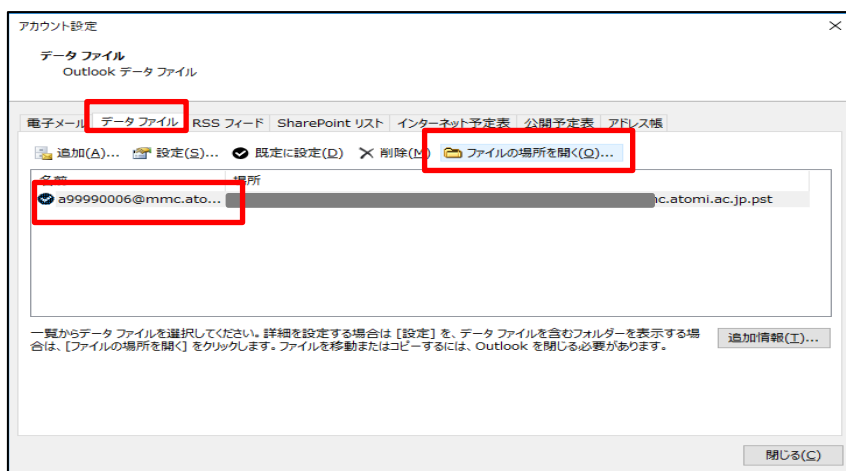 アカウント設定
データ ファイル
Outlook データ ファイル
電子メール データ ファイル RSS フィード SharePoint リスト インターネット予定表 公開予定表 アドレス帳
追加(A)... 設定(S)... 既定に設定(D) 削除(M) ファイルの場所を開く(O)...
名前 場所
a99990006@mmc.ato... mc.atomi.ac.jp.pst
一覧からデータ ファイルを選択してください。詳細を設定する場合は [設定] を、データ ファイルを含むフォルダーを表示する場
合は、[ファイルの場所を開く] をクリックします。ファイルを移動またはコピーするには、Outlook を閉じる必要があります。
追加情報(T)...
閉じる(C)